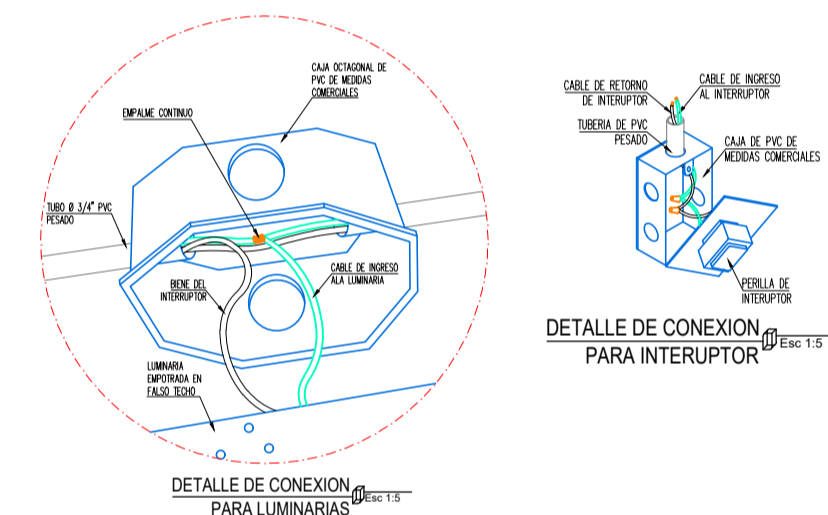 CAJA OCTAGONAL DE
PVC DE MEDIDAS
COMERCIALES
EMPALME CONTINUO
TUBO Ø 3/4" PVC
PESADO
BIENE DEL
INTERRUPTOR
CABLE DE INGRESO
ALA LUMINARIA
LUMINARIA
EMPOTRADA EN
FALSO TECHO
DETALLE DE CONEXION
PARA LUMINARIAS
Esc 1:5
CABLE DE RETORNO
DE INTERUPTOR
CABLE DE INGRESO
AL INTERRUPTOR
TUBERIA DE PVC
PESADO
CAJA DE PVC DE
MEDIDAS COMERCIALES
PERILLA DE
INTERUPTOR
DETALLE DE CONEXION
PARA INTERUPTOR
Esc 1:5